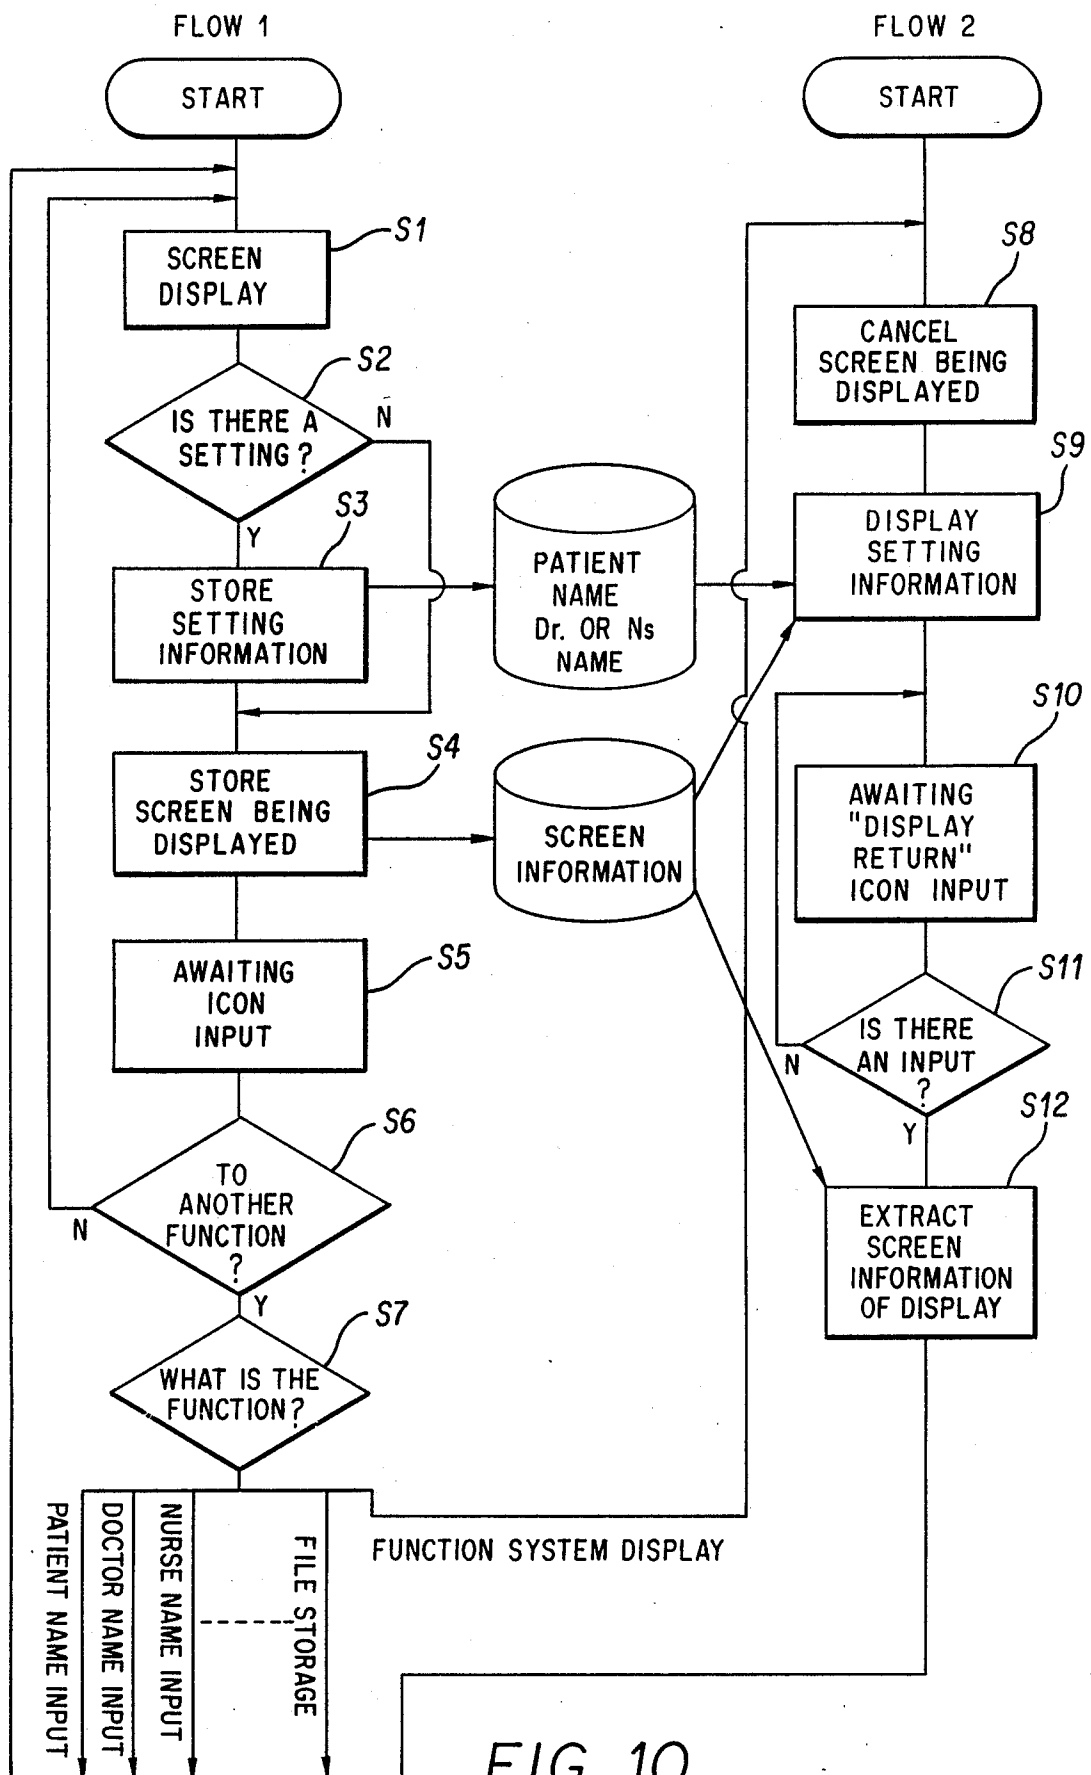 FLOW 1
START
S1
SCREEN
DISPLAY
S2
IS THERE A
SETTING?
N
Y
S3
STORE
SETTING
INFORMATION
S4
STORE
SCREEN BEING
DISPLAYED
S5
AWAITING
ICON
INPUT
S6
TO
ANOTHER
FUNCTION
?
N
Y
S7
WHAT IS THE
FUNCTION?
PATIENT NAME INPUT
DOCTOR NAME INPUT
NURSE NAME INPUT
FILE STORAGE
FUNCTION SYSTEM DISPLAY
PATIENT
NAME
Dr. OR Ns
NAME
SCREEN
INFORMATION
FLOW 2
START
S8
CANCEL
SCREEN BEING
DISPLAYED
S9
DISPLAY
SETTING
INFORMATION
S10
AWAITING
"DISPLAY
RETURN"
ICON INPUT
S11
IS THERE
AN INPUT
?
N
Y
S12
EXTRACT
SCREEN
INFORMATION
OF DISPLAY
FIG. 10